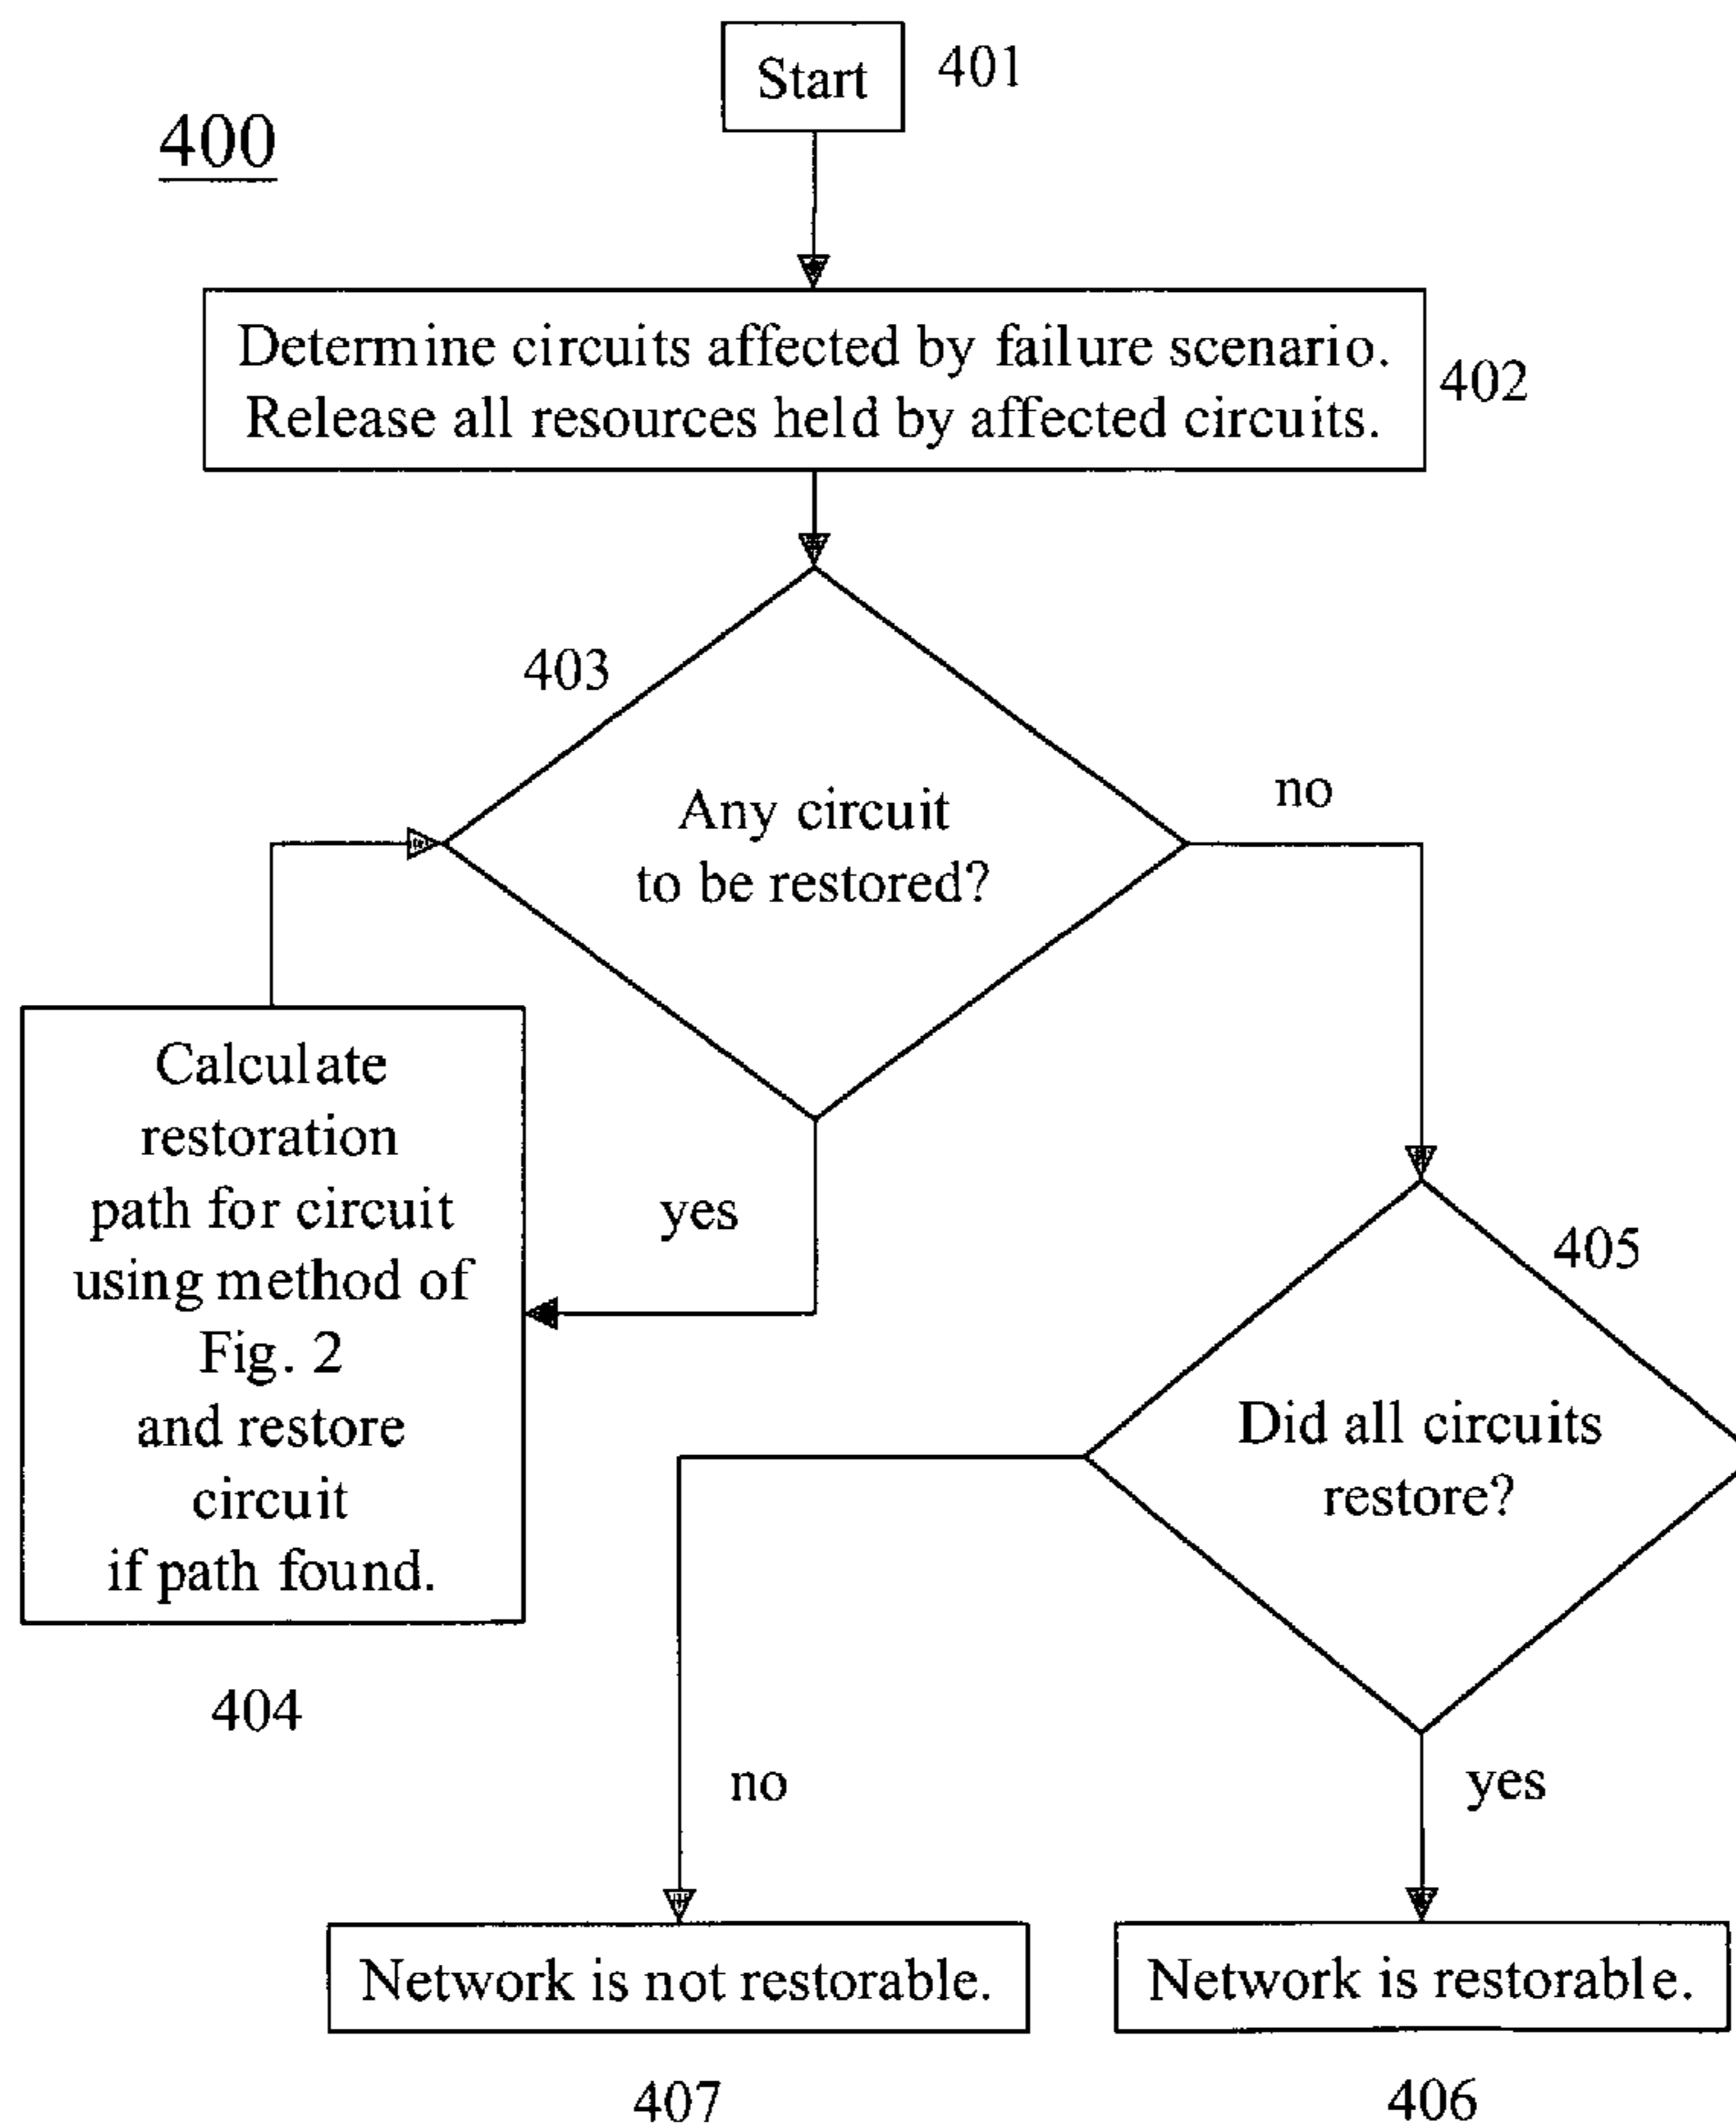 Start
401
400
Determine circuits affected by failure scenario.
Release all resources held by affected circuits.
402
403
Any circuit
to be restored?
no
Calculate
restoration
path for circuit
using method of
Fig. 2
and restore
circuit
if path found.
404
yes
405
Did all circuits
restore?
no
yes
Network is not restorable.
407
Network is restorable.
406